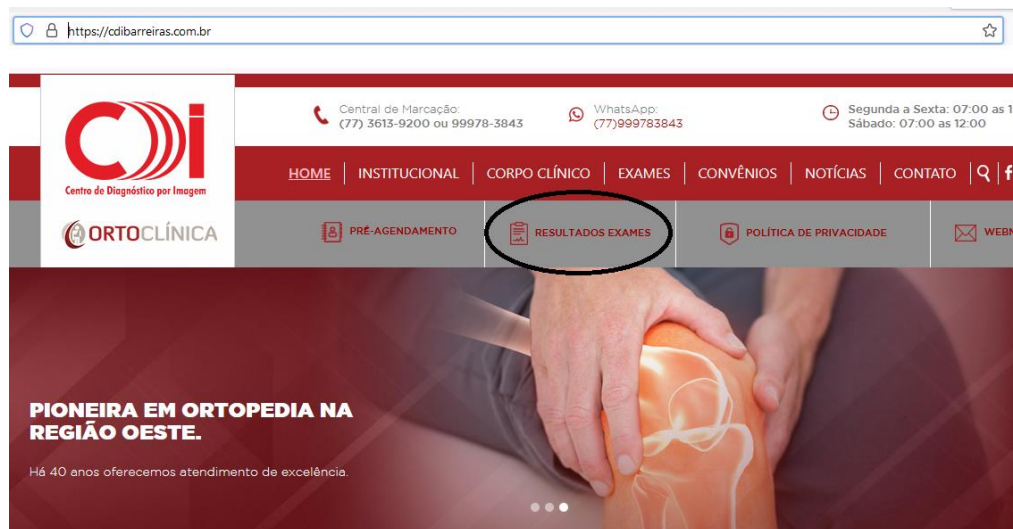 https://cdibarreiras.com.br
CDI
Centro de Diagnóstico por Imagem
ORTOCLÍNICA
Central de Marcação:
(77) 3613-9200 ou 99978-3843
WhatsApp:
(77)999783843
Segunda a Sexta: 07:00 as 1
Sábado: 07:00 as 12:00
HOME INSTITUCIONAL CORPO CLÍNICO EXAMES CONVÊNIOS NOTÍCIAS CONTATO
PRÉ-AGENDAMENTO RESULTADOS EXAMES POLÍTICA DE PRIVACIDADE
PIONEIRA EM ORTOPEDIA NA
REGIÃO OESTE.
Há 40 anos oferecemos atendimento de excelência.